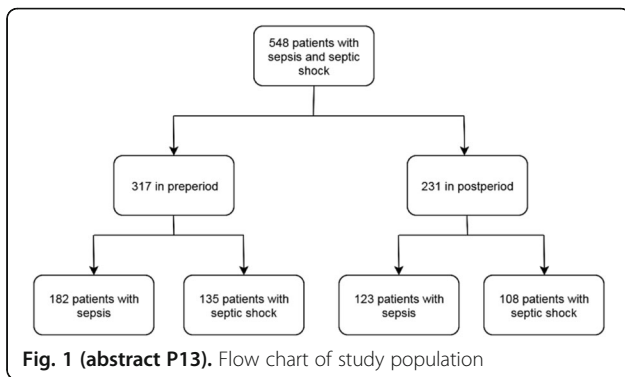 548 patients with
sepsis and septic
shock
317 in preperiod
231 in postperiod
182 patients with
sepsis
135 patients with
septic shock
123 patients with
sepsis
108 patients with
septic shock
Fig. 1 (abstract P13). Flow chart of study population